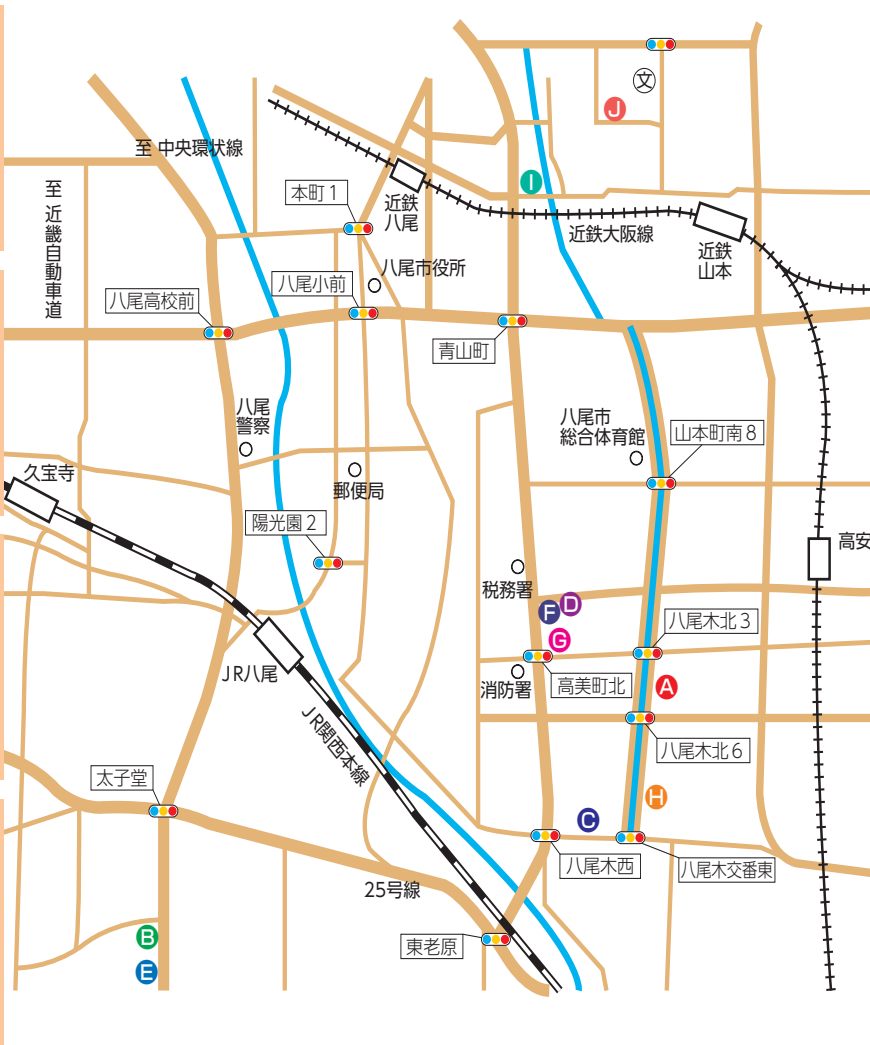 文
J
至 中央環状線
I
本町1
近鉄
八尾
至 近畿自動車道
近鉄大阪線
近鉄
山本
八尾市役所
八尾小前
八尾高校前
青山町
八尾
警察
八尾市
総合体育館
山本町南8
久宝寺
郵便局
陽光園2
高安
税務署
F
D
G
八尾木北3
JR八尾
消防署
高美町北
A
JR関西本線
八尾木北6
太子堂
H
C
八尾木西
八尾木交番東
25号線
B
東老原
E